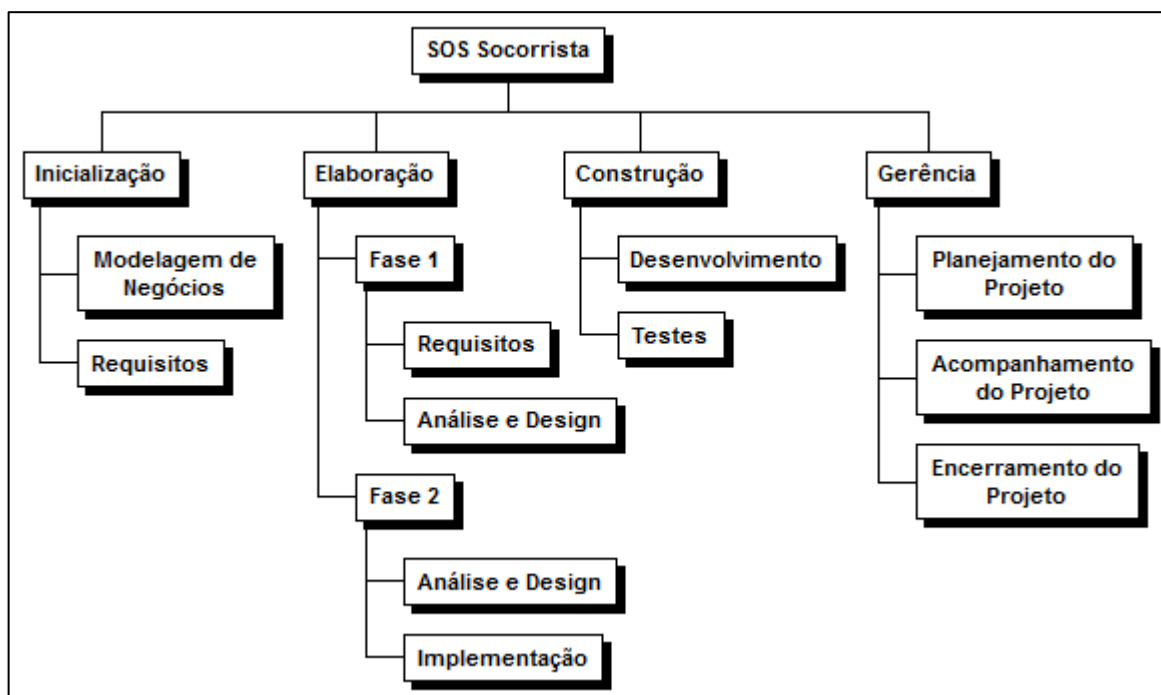 SOS Socorrista
Inicialização
Elaboração
Construção
Gerência
Modelagem de
Negócios
Requisitos
Fase 1
Requisitos
Análise e Design
Fase 2
Análise e Design
Implementação
Desenvolvimento
Testes
Planejamento do
Projeto
Acompanhamento
do Projeto
Encerramento do
Projeto